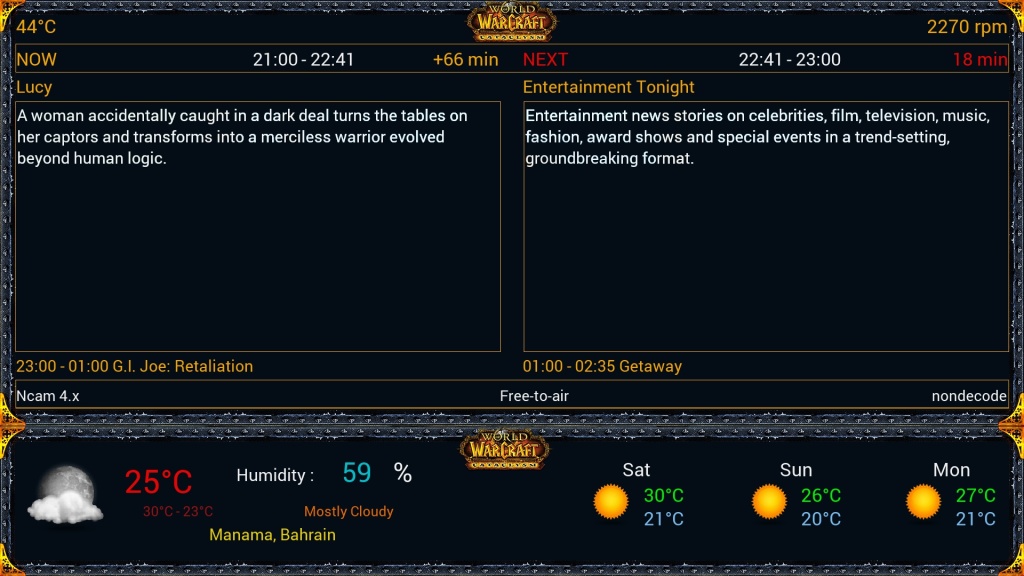 44°C
WORLD
WARCRAFT
CATACLYSM
2270 rpm
NOW
21:00 - 22:41
+66 min
NEXT
22:41 - 23:00
18 min
Lucy
Entertainment Tonight
A woman accidentally caught in a dark deal turns the tables on
her captors and transforms into a merciless warrior evolved
beyond human logic.
Entertainment news stories on celebrities, film, television, music,
fashion, award shows and special events in a trend-setting,
groundbreaking format.
23:00 - 01:00 G.I. Joe: Retaliation
01:00 - 02:35 Getaway
Ncam 4.x
Free-to-air
nondecode
WORLD
WARCRAFT
CATACLYSM
25°C
30°C - 23°C
Humidity :
59
%
Mostly Cloudy
Manama, Bahrain
Sat
30°C
21°C
Sun
26°C
20°C
Mon
27°C
21°C